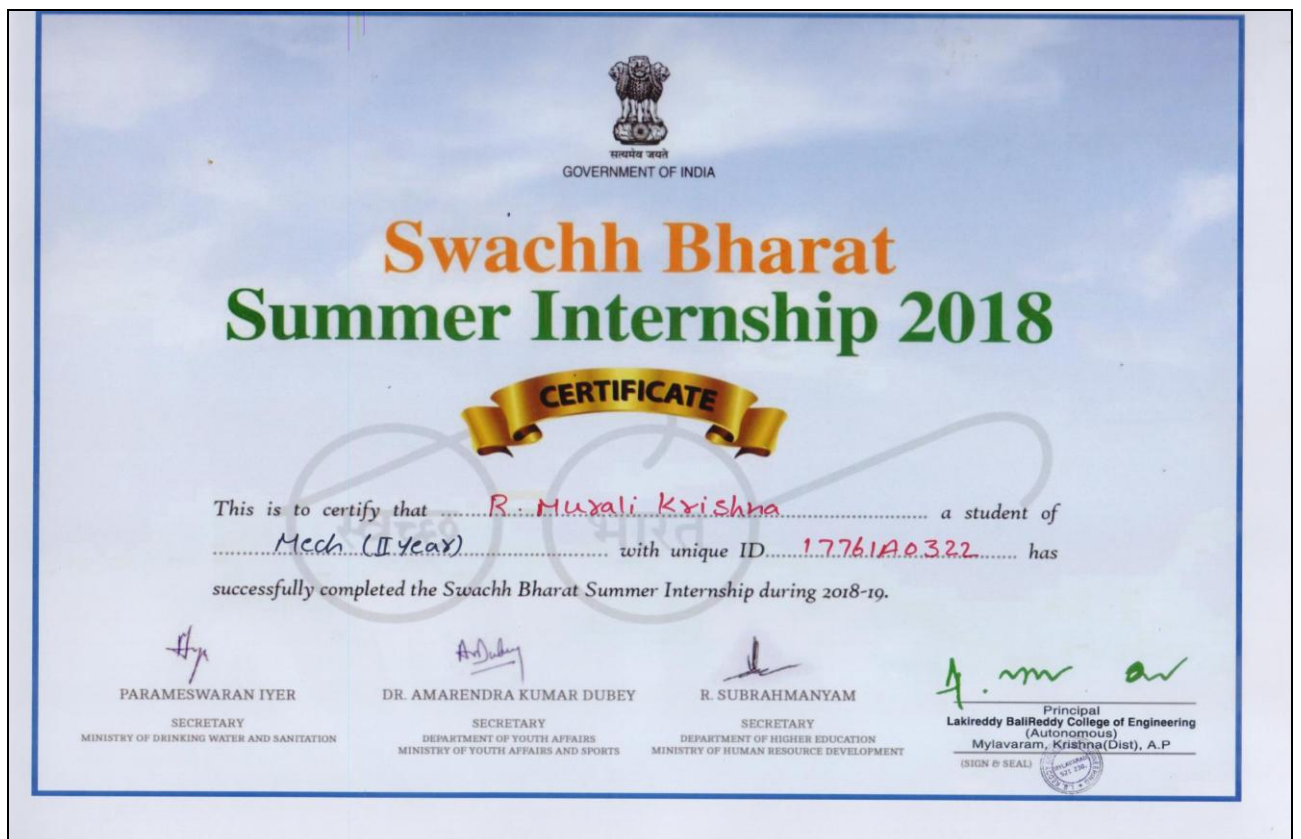 सत्यमेव जयते
GOVERNMENT OF INDIA
Swachh Bharat
Summer Internship 2018
CERTIFICATE
स्वच्छ भारत
This is to certify that ........ R. Murali Krishna ........ a student of
........ Mech (II year) ........ with unique ID ..... 17761A0322 ....... has
successfully completed the Swachh Bharat Summer Internship during 2018-19.
PARAMESWARAN IYER
SECRETARY
MINISTRY OF DRINKING WATER AND SANITATION
DR. AMARENDRA KUMAR DUBEY
SECRETARY
DEPARTMENT OF YOUTH AFFAIRS
MINISTRY OF YOUTH AFFAIRS AND SPORTS
R. SUBRAHMANYAM
SECRETARY
DEPARTMENT OF HIGHER EDUCATION
MINISTRY OF HUMAN RESOURCE DEVELOPMENT
Principal
Lakireddy BaliReddy College of Engineering
(Autonomous)
Mylavaram, Krishna(Dist), A.P
(SIGN & SEAL)